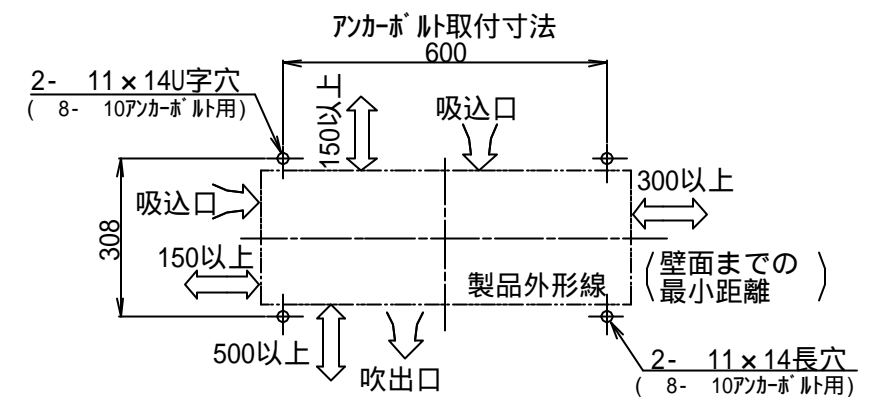 アンカーボルト取付寸法
600
2- 11×14U字穴
( 8- 10アンカーボルト用)
150以上
吸込口
300以上
吸込口
308
150以上
(壁面までの
最小距離)
製品外形線
500以上
吹出口
2- 11×14長穴
( 8- 10アンカーボルト用)